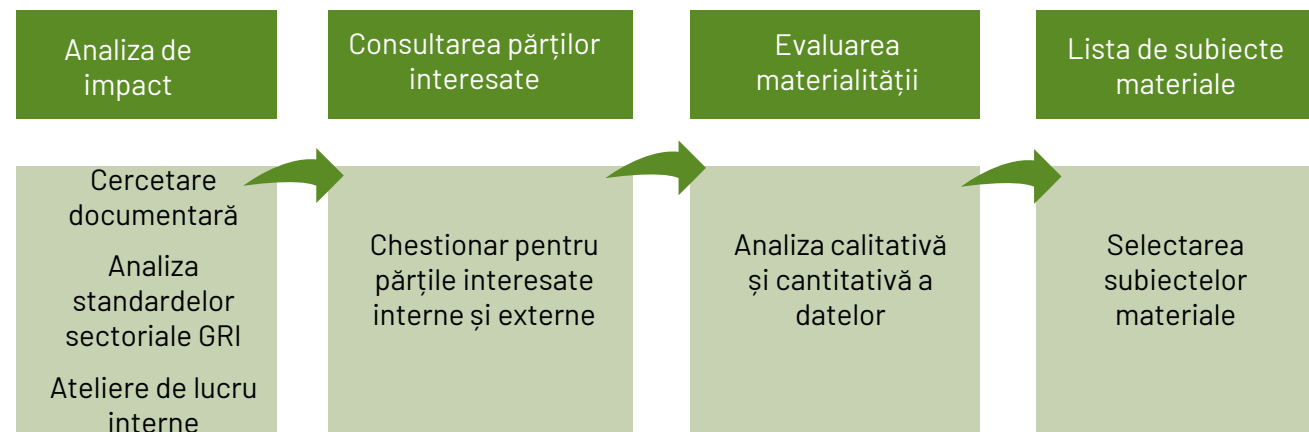 Analiza de
impact
Consultarea părților
interesate
Evaluarea
materialității
Lista de subiecte
materiale
Cercetare
documentară
Analiza
standardelor
sectoriale GRI
Ateliere de lucru
interne
Chestionar pentru
părțile interesate
interne și externe
Analiza calitativă
și cantitativă a
datelor
Selectarea
subiectelor
materiale